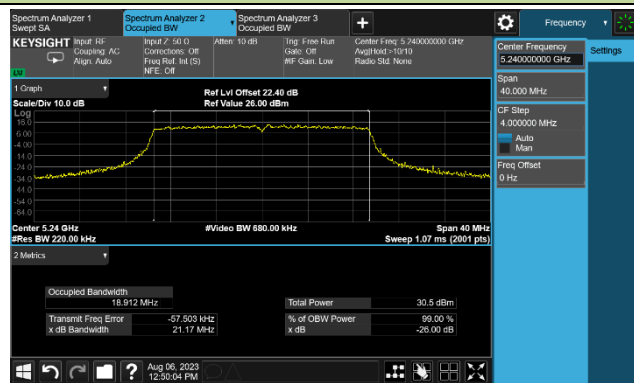 Spectrum Analyzer 1
Swept SA
Spectrum Analyzer 2
Occupied BW
Spectrum Analyzer 3
Occupied BW
+
Frequency
KEYSIGHT
Input: RF
Coupling: AC
Align: Auto
Input Z: 50 Ω
Corrections: Off
Freq Ref: Int (S)
NFE: Off
Atten: 10 dB
Trig: Free Run
Gate: Off
#IF Gain: Low
Center Freq: 5.240000000 GHz
Avg|Hold:>10/10
Radio Std: None
LXI
Center Frequency
5.240000000 GHz
Settings
Span
40.000 MHz
CF Step
4.000000 MHz
Auto
Man
Freq Offset
0 Hz
1 Graph
Scale/Div 10.0 dB
Ref Lvl Offset 22.40 dB
Ref Value 26.00 dBm
Log
16.0
6.00
-4.00
-14.0
-24.0
-34.0
-44.0
-54.0
-64.0
Center 5.24 GHz
#Res BW 220.00 kHz
#Video BW 680.00 kHz
Span 40 MHz
Sweep 1.07 ms (2001 pts)
2 Metrics
Occupied Bandwidth
18.912 MHz
Total Power 30.5 dBm
Transmit Freq Error -57.503 kHz
% of OBW Power 99.00 %
x dB Bandwidth 21.17 MHz
x dB -26.00 dB
?
Aug 06, 2023
12:50:04 PM